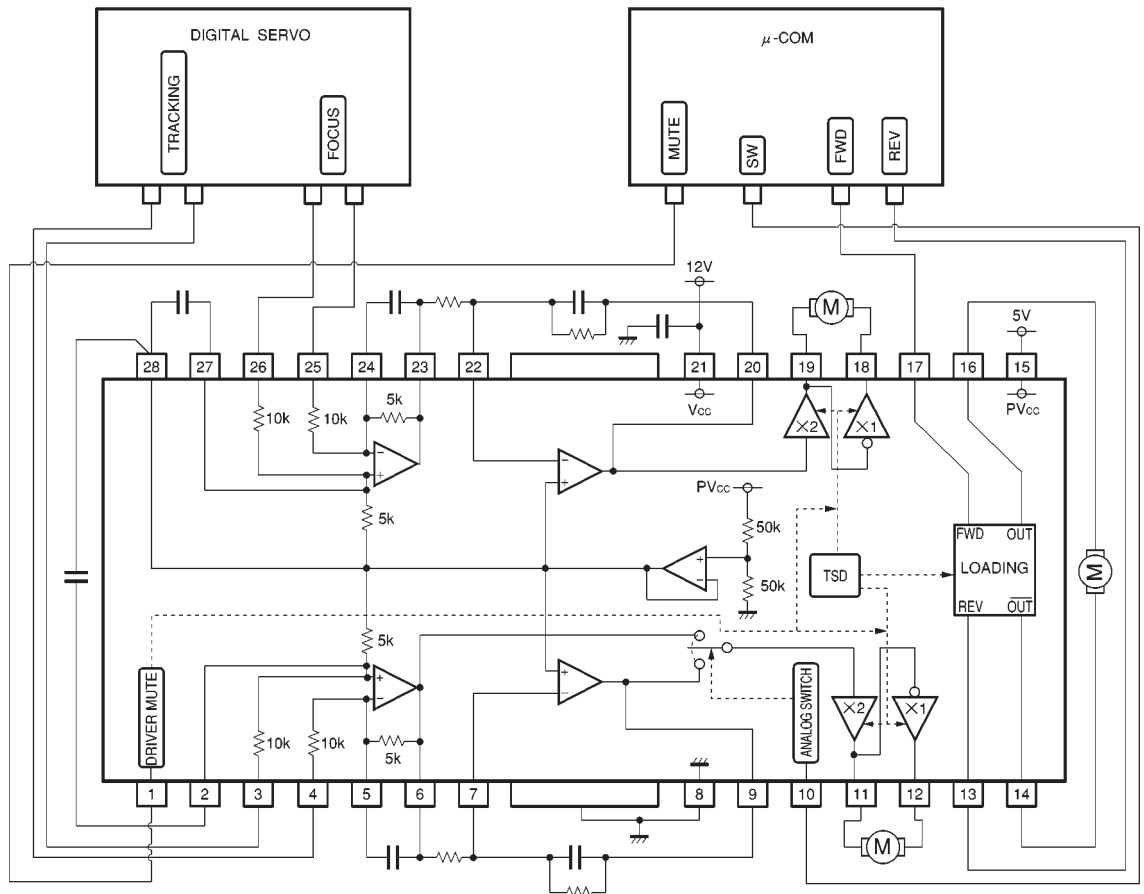 DIGITAL SERVO
μ-COM
TRACKING
FOCUS
MUTE
SW
FWD
REV
12V
M
5V
28
27
26
25
24
23
22
21
20
19
18
17
16
15
Vcc
PVcc
10k
10k
5k
×2
×1
5k
PVcc
50k
50k
TSD
FWD
OUT
LOADING
REV
OUT
M
5k
DRIVER MUTE
10k
10k
5k
ANALOG SWITCH
×2
×1
1
2
3
4
5
6
7
8
9
10
11
12
13
14
M